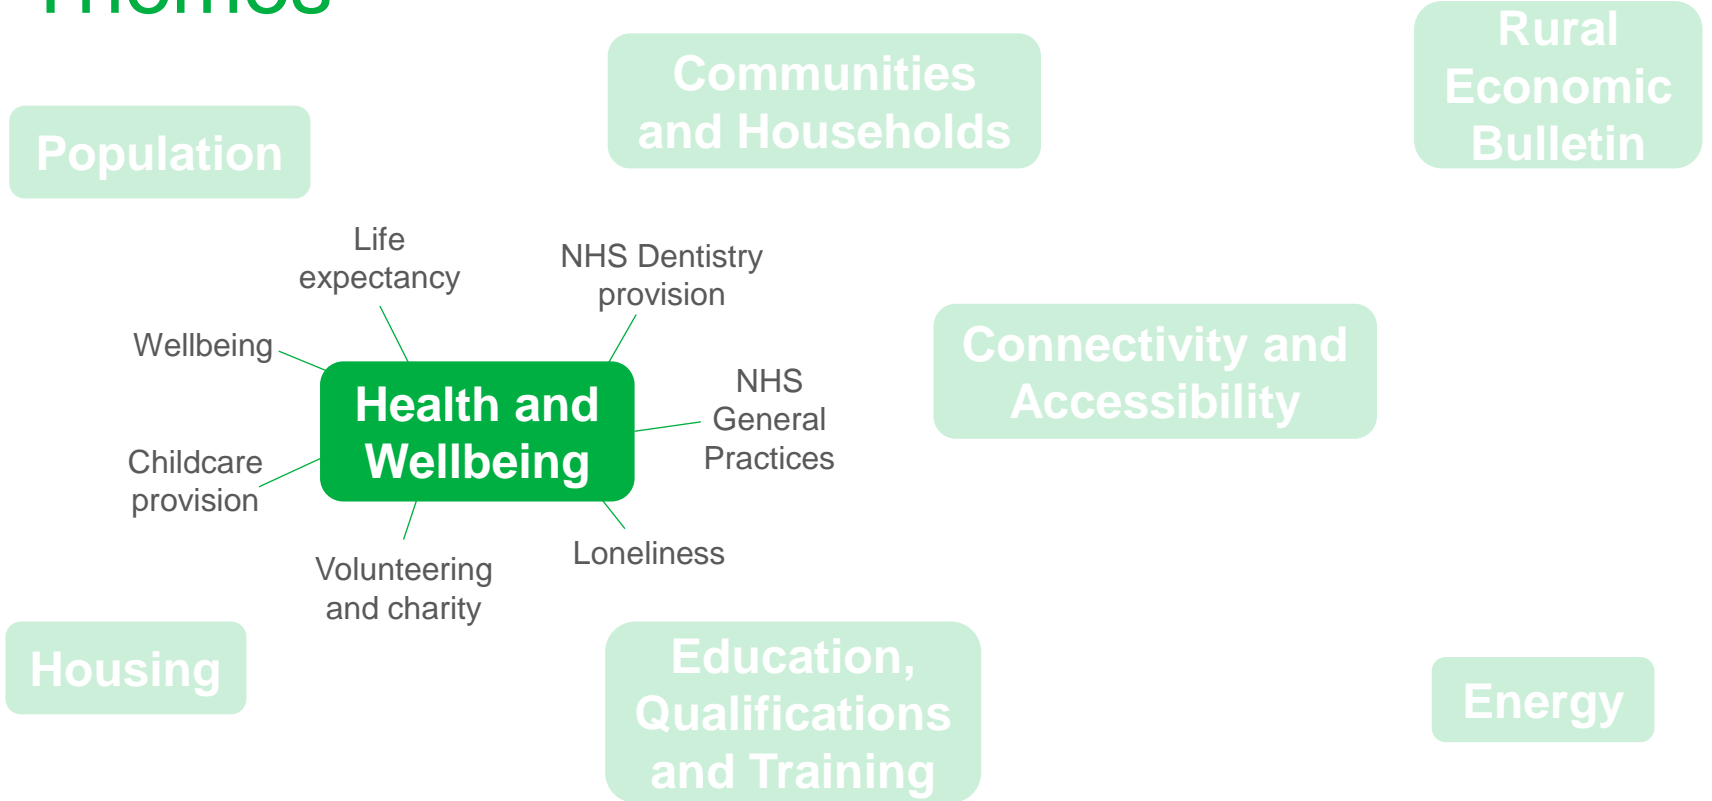 Themes
Communities
and Households
Rural
Economic
Bulletin
Population
Life
expectancy
NHS Dentistry
provision
Wellbeing
Connectivity and
Accessibility
Health and
Wellbeing
NHS
General
Practices
Childcare
provision
Volunteering
and charity
Loneliness
Housing
Education,
Qualifications
and Training
Energy